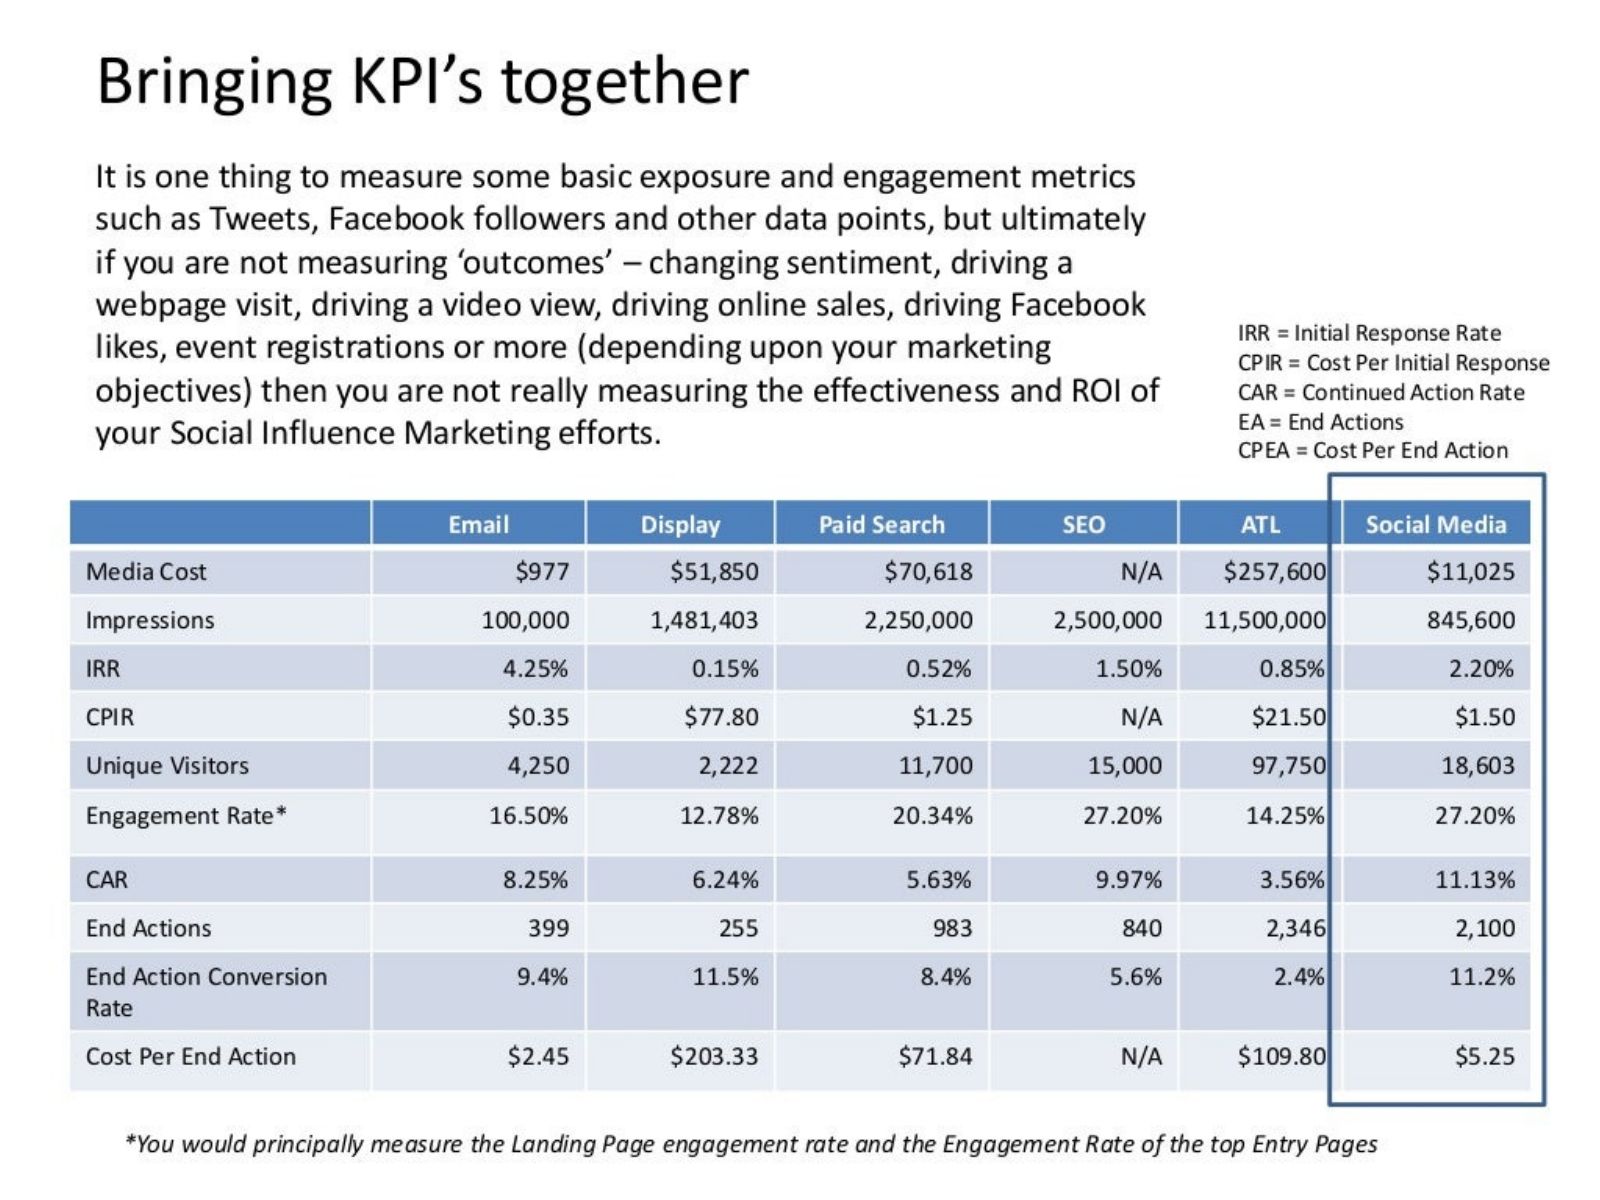 Bringing KPI’s together
It is one thing to measure some basic exposure and engagement metrics
such as Tweets, Facebook followers and other data points, but ultimately
if you are not measuring ‘outcomes’ – changing sentiment, driving a
webpage visit, driving a video view, driving online sales, driving Facebook
likes, event registrations or more (depending upon your marketing
objectives) then you are not really measuring the effectiveness and ROI of
your Social Influence Marketing efforts.
IRR = Initial Response Rate
CPIR = Cost Per Initial Response
CAR = Continued Action Rate
EA = End Actions
CPEA = Cost Per End Action
Email Display Paid Search SEO ATL Social Media
Media Cost $977 $51,850 $70,618 N/A $257,600 $11,025
Impressions 100,000 1,481,403 2,250,000 2,500,000 11,500,000 845,600
IRR 4.25% 0.15% 0.52% 1.50% 0.85% 2.20%
CPIR $0.35 $77.80 $1.25 N/A $21.50 $1.50
Unique Visitors 4,250 2,222 11,700 15,000 97,750 18,603
Engagement Rate* 16.50% 12.78% 20.34% 27.20% 14.25% 27.20%
CAR 8.25% 6.24% 5.63% 9.97% 3.56% 11.13%
End Actions 399 255 983 840 2,346 2,100
End Action Conversion 9.4% 11.5% 8.4% 5.6% 2.4% 11.2%
Rate
Cost Per End Action $2.45 $203.33 $71.84 N/A $109.80 $5.25
*You would principally measure the Landing Page engagement rate and the Engagement Rate of the top Entry Pages